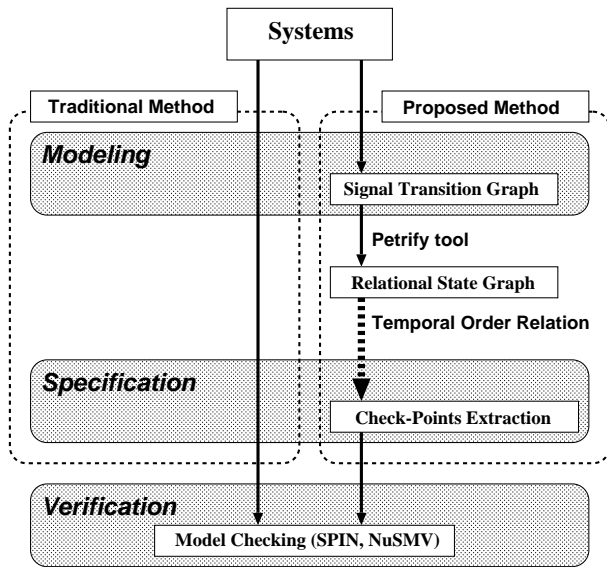 Systems
Traditional Method
Proposed Method
Modeling
Signal Transition Graph
Petrify tool
Relational State Graph
Temporal Order Relation
Specification
Check-Points Extraction
Verification
Model Checking (SPIN, NuSMV)